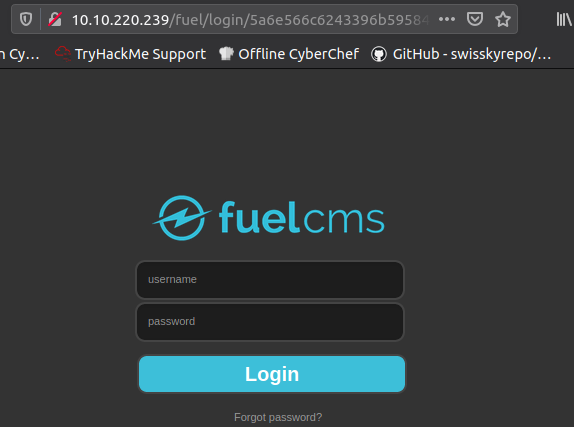 10.10.220.239/fuel/login/5a6e566c6243396b59584
n Cy… TryHackMe Support Offline CyberChef GitHub - swisskyrepo/…
fuelcms
username
password
Login
Forgot password?